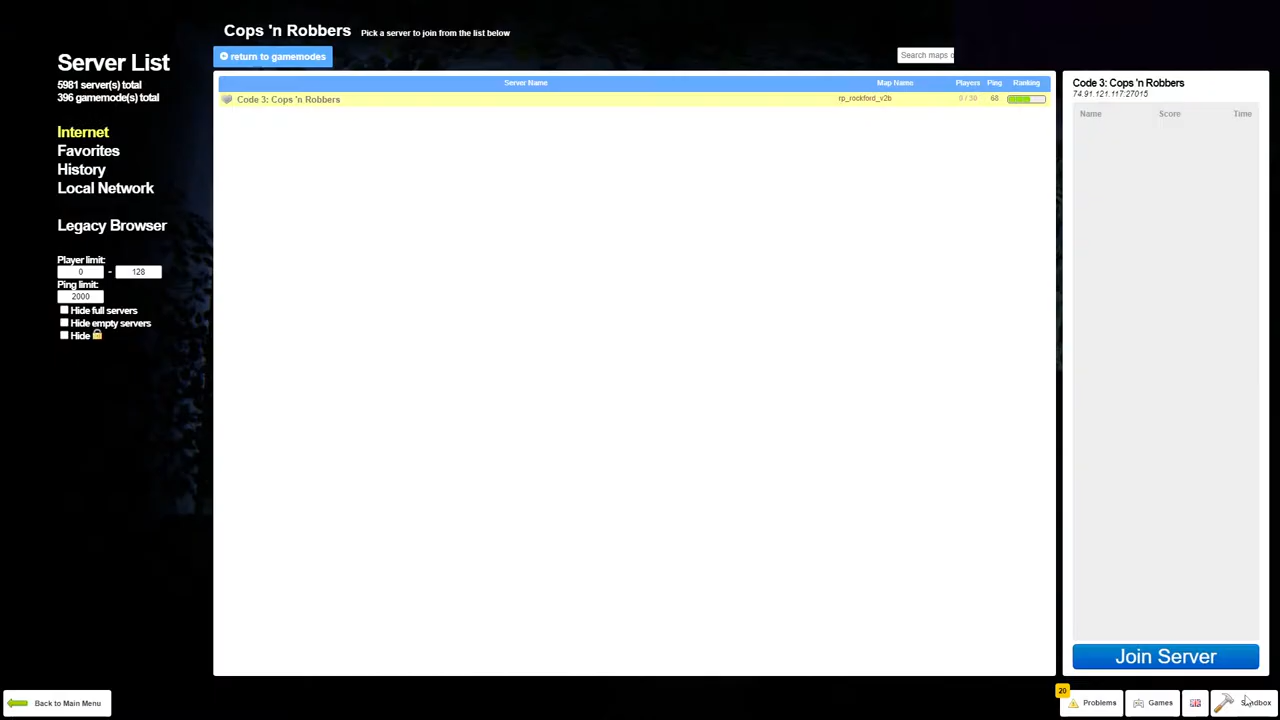 Cops 'n Robbers Pick a server to join from the list below
Server List
5981 server(s) total
396 gamemode(s) total
Internet
Favorites
History
Local Network
Legacy Browser
Player limit:
0 - 128
Ping limit:
2000
Hide full servers
Hide empty servers
Hide
return to gamemodes
Search maps
Server Name Map Name Players Ping Ranking
Code 3: Cops 'n Robbers rp_rockford_v2b 0 / 30 68
Code 3: Cops 'n Robbers
74.91.121.117:27015
Name Score Time
Join Server
Back to Main Menu
20
Problems
Games
Sandbox